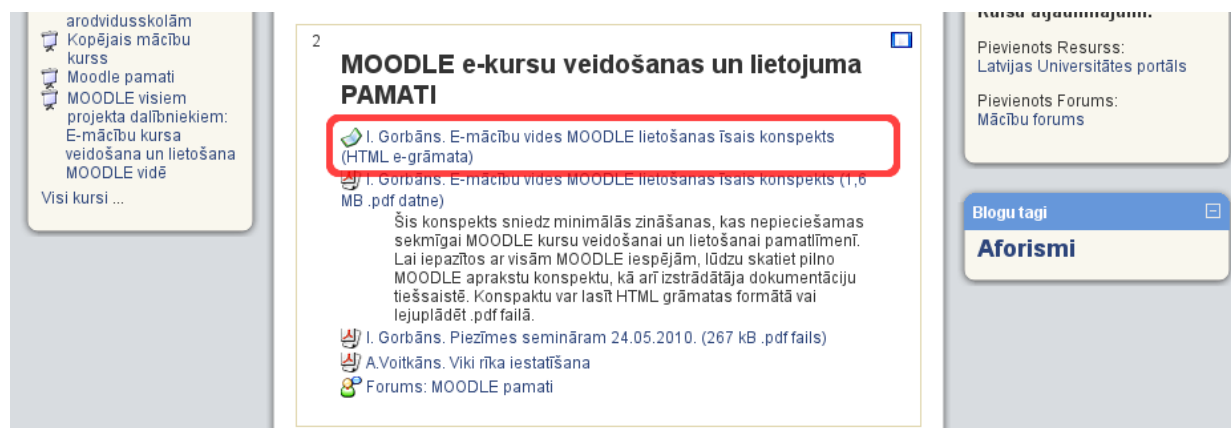 arodvidusskolām
Kopējais mācību
kurss
Moodle pamati
MOODLE visiem
projekta dalībniekiem:
E-mācību kursa
veidošana un lietošana
MOODLE vidē
Visi kursi ...
2
MOODLE e-kursu veidošanas un lietojuma
PAMATI
I. Gorbāns. E-mācību vides MOODLE lietošanas īsais konspekts
(HTML e-grāmata)
I. Gorbāns. E-mācību vides MOODLE lietošanas īsais konspekts (1,6
MB .pdf datne)
Šis konspekts sniedz minimālās zināšanas, kas nepieciešamas
sekmīgai MOODLE kursu veidošanai un lietošanai pamatlīmenī.
Lai iepazītos ar visām MOODLE iespējām, lūdzu skatiet pilno
MOODLE aprakstu konspektu, kā arī izstrādātāja dokumentāciju
tiešsaistē. Konspaktu var lasīt HTML grāmatas formātā vai
lejuplādēt .pdf failā.
I. Gorbāns. Piezīmes semināram 24.05.2010. (267 kB .pdf fails)
A.Voitkāns. Viki rīka iestatīšana
Forums: MOODLE pamati
Kursu atjauninājumi:
Pievienots Resurss:
Latvijas Universitātes portāls
Pievienots Forums:
Mācību forums
Blogu tagi
Aforismi